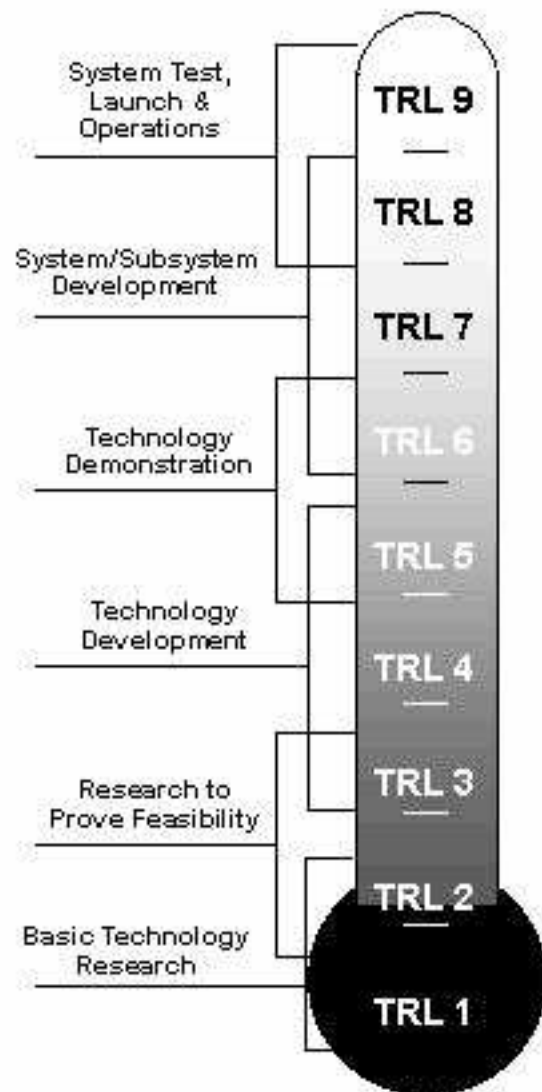 System Test,
Launch &
Operations
System/Subsystem
Development
Technology
Demonstration
Technology
Development
Research to
Prove Feasibility
Basic Technology
Research
TRL 9
TRL 8
TRL 7
TRL 6
TRL 5
TRL 4
TRL 3
TRL 2
TRL 1